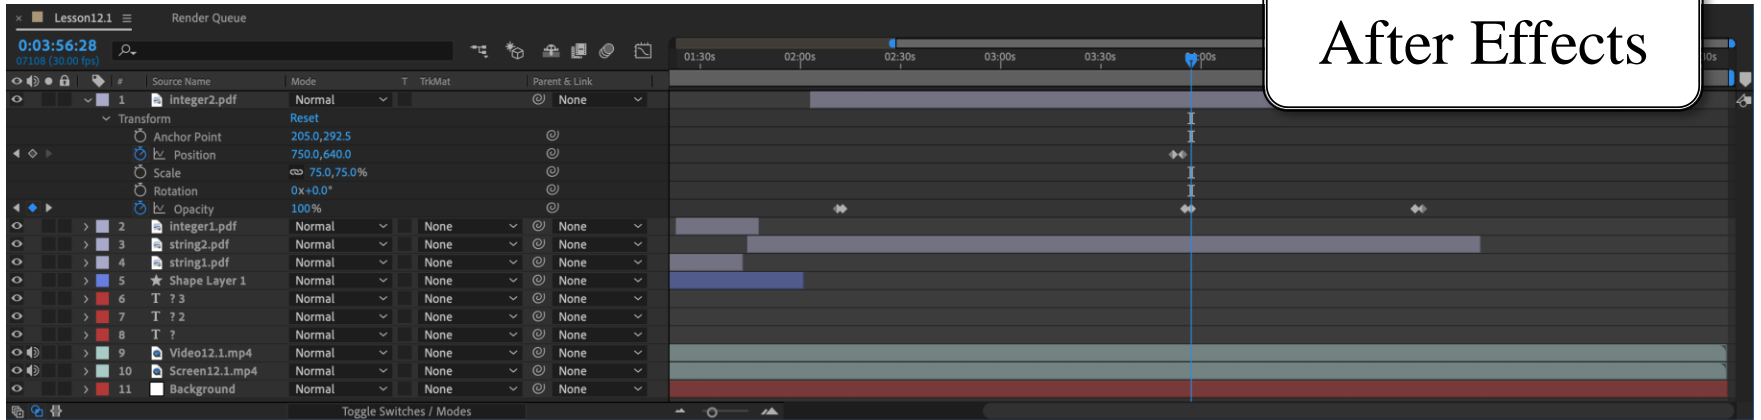 × Lesson12.1 Render Queue
After Effects
0:03:56:28
07108 (30.00 fps)
01:30s 02:00s 02:30s 03:00s 03:30s :00s 30s
# Source Name Mode T TrkMat Parent & Link
1 integer2.pdf Normal None
Transform Reset
Anchor Point 205.0,292.5
Position 750.0,640.0
Scale 75.0,75.0%
Rotation 0x+0.0°
Opacity 100%
2 integer1.pdf Normal None None
3 string2.pdf Normal None None
4 string1.pdf Normal None None
5 Shape Layer 1 Normal None None
6 T ? 3 Normal None None
7 T ? 2 Normal None None
8 T ? Normal None None
9 Video12.1.mp4 Normal None None
10 Screen12.1.mp4 Normal None None
11 Background Normal None None
Toggle Switches / Modes